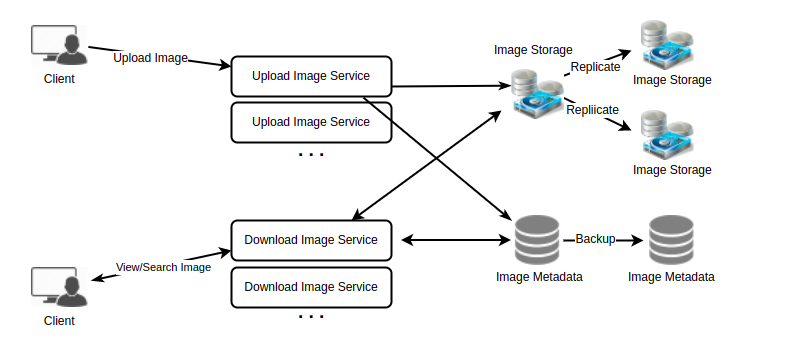 Image Storage
Replicate
Image Storage
Client
Upload Image
Upload Image Service
Upload Image Service
. . .
Repliicate
Image Storage
Client
View/Search Image
Download Image Service
Download Image Service
. . .
Backup
Image Metadata
Image Metadata